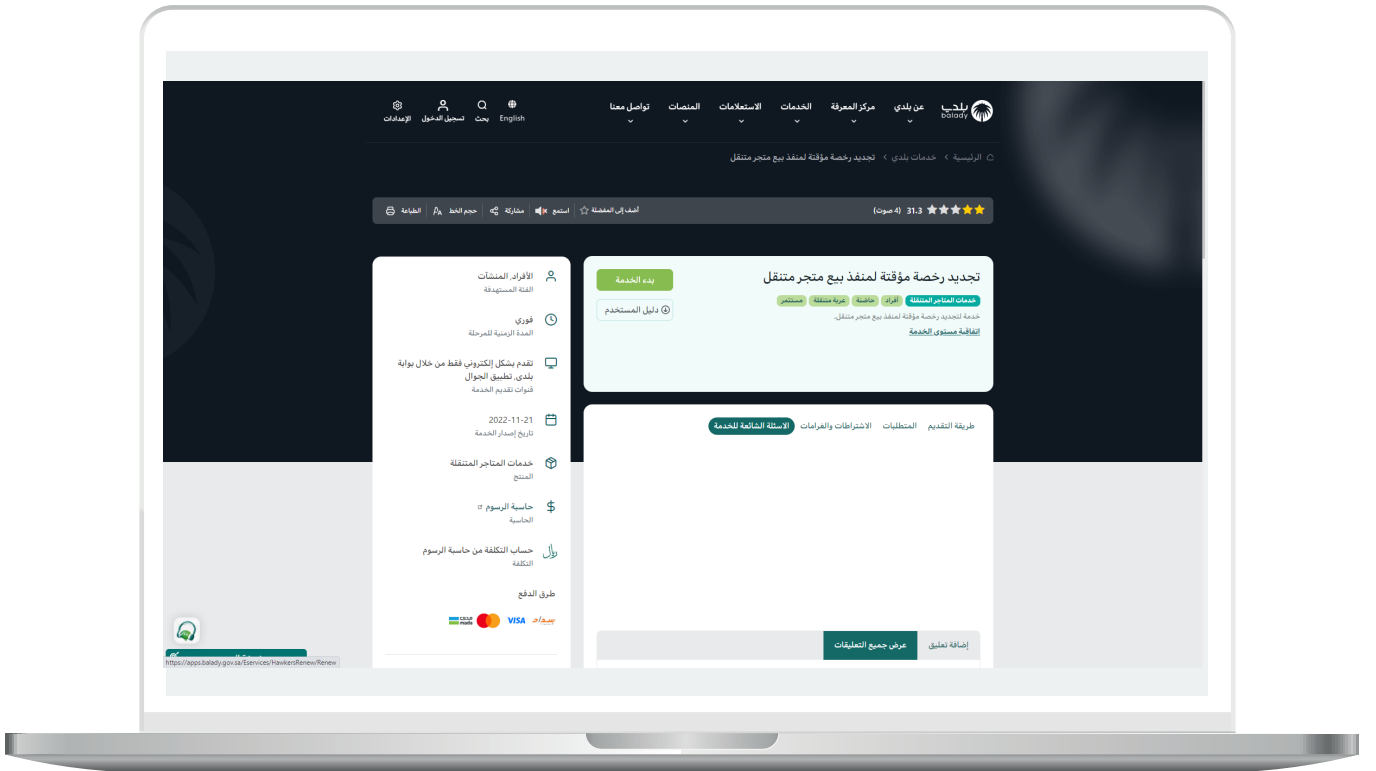 بلدي
balady
عن بلدي
مركز المعرفة
الخدمات
الاستعلامات
المنصات
تواصل معنا
English
بحث
تسجيل الدخول
الإعدادات
الرئيسية › خدمات بلدي › تجديد رخصة مؤقتة لمنفذ بيع متجر متنقل
31.3 (4 صوت)
أضف إلى المفضلة
استمع
مشاركة
حجم الخط
الطباعة
تجديد رخصة مؤقتة لمنفذ بيع متجر متنقل
خدمات المتاجر المتنقلة
أفراد
حاضنة
عربة متنقلة
مستثمر
خدمة لتجديد رخصة مؤقتة لمنفذ بيع متجر متنقل.
اتفاقية مستوى الخدمة
بدء الخدمة
دليل المستخدم
طريقة التقديم
المتطلبات
الاشتراطات والغرامات
الاسئلة الشائعة للخدمة
إضافة تعليق
عرض جميع التعليقات
الأفراد, المنشآت
الفئة المستهدفة
فوري
المدة الزمنية للمرحلة
تقدم بشكل إلكتروني فقط من خلال بوابة
بلدي, تطبيق الجوال
قنوات تقديم الخدمة
2022-11-21
تاريخ إصدار الخدمة
خدمات المتاجر المتنقلة
المنتج
حاسبة الرسوم
الحاسبة
ريال
حساب التكلفة من حاسبة الرسوم
التكلفة
طرق الدفع
سداد
VISA
مدى
mada
https://apps.balady.gov.sa/Eservices/HawkersRenew/Renew